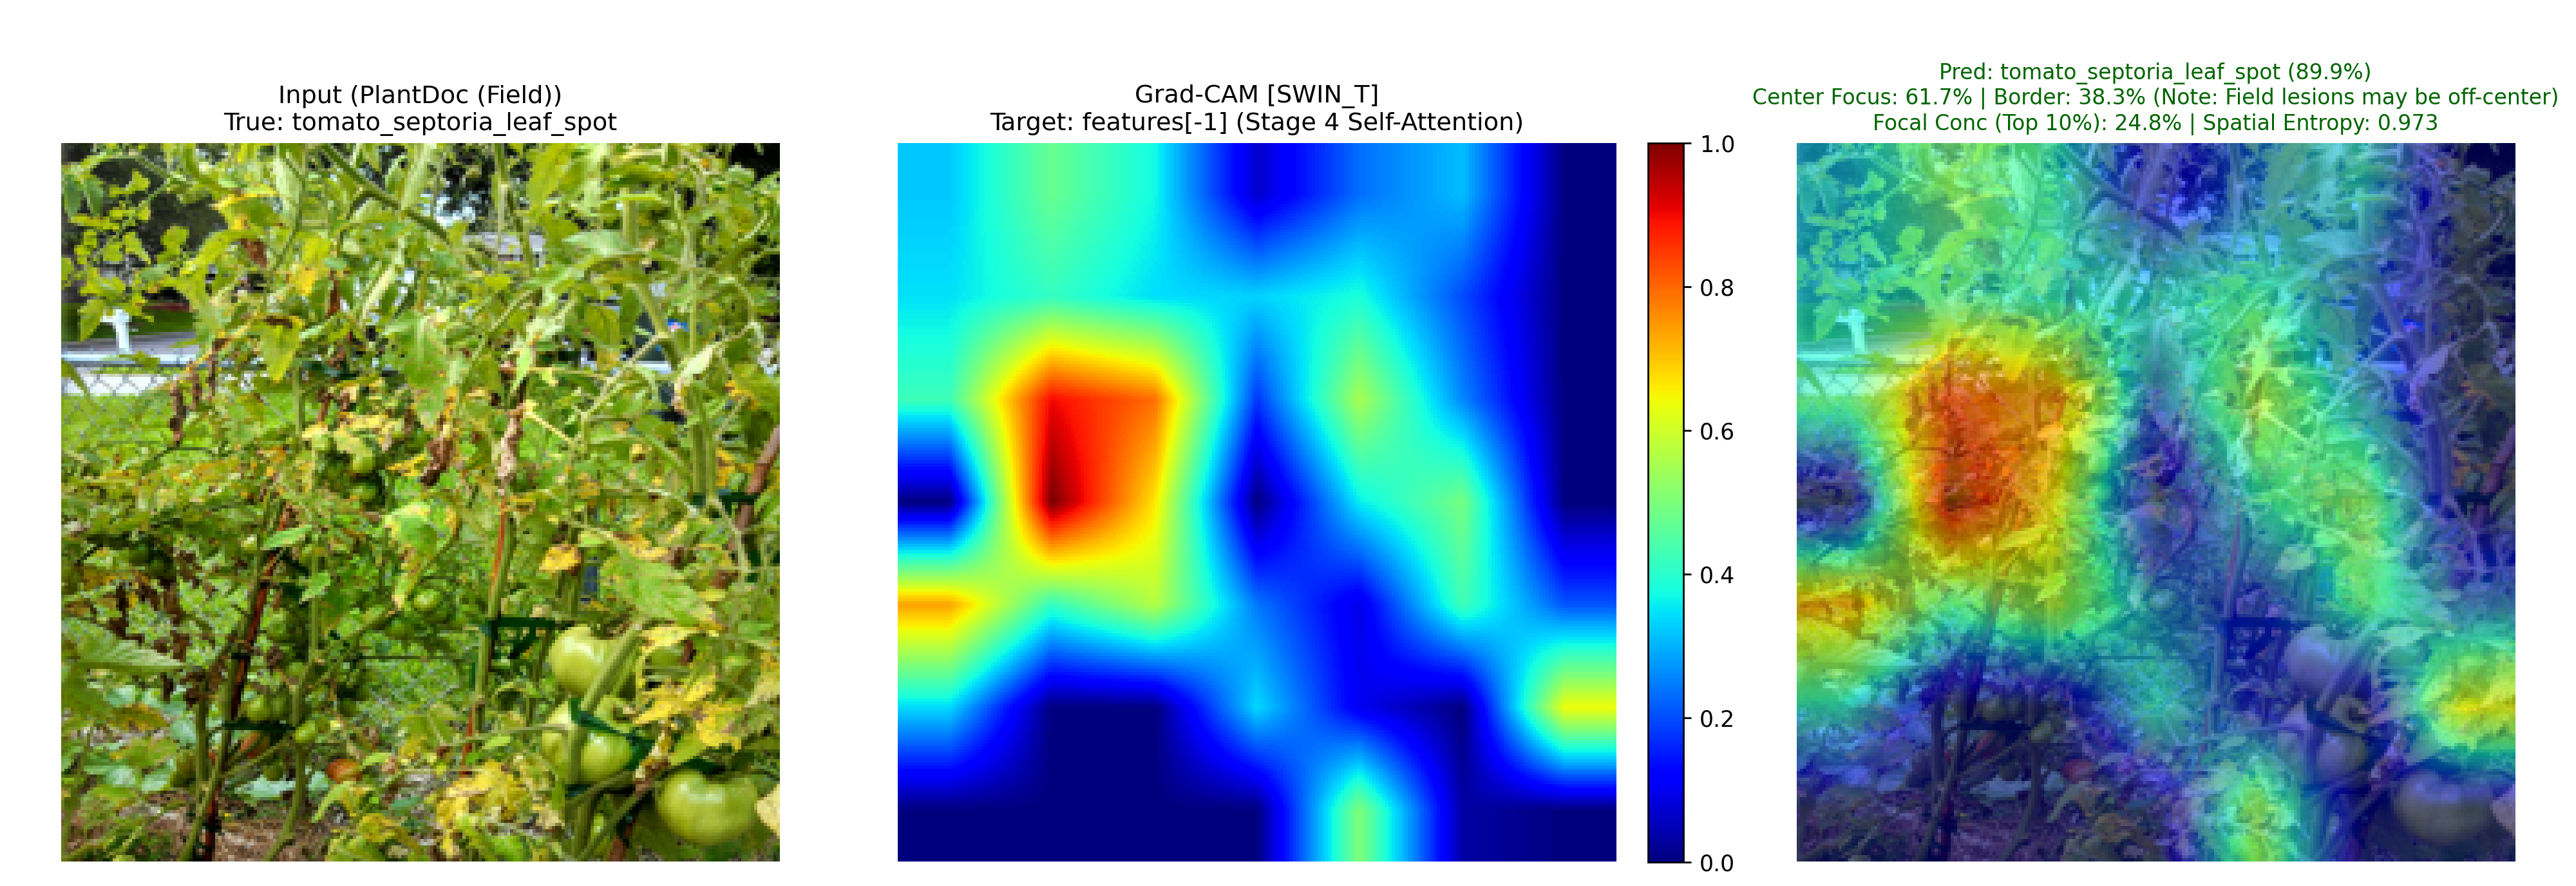 Input (PlantDoc (Field))
True: tomato_septoria_leaf_spot
Grad-CAM [SWIN_T]
Target: features[-1] (Stage 4 Self-Attention)
1.0
0.8
0.6
0.4
0.2
0.0
Pred: tomato_septoria_leaf_spot (89.9%)
Center Focus: 61.7% | Border: 38.3% (Note: Field lesions may be off-center)
Focal Conc (Top 10%): 24.8% | Spatial Entropy: 0.973